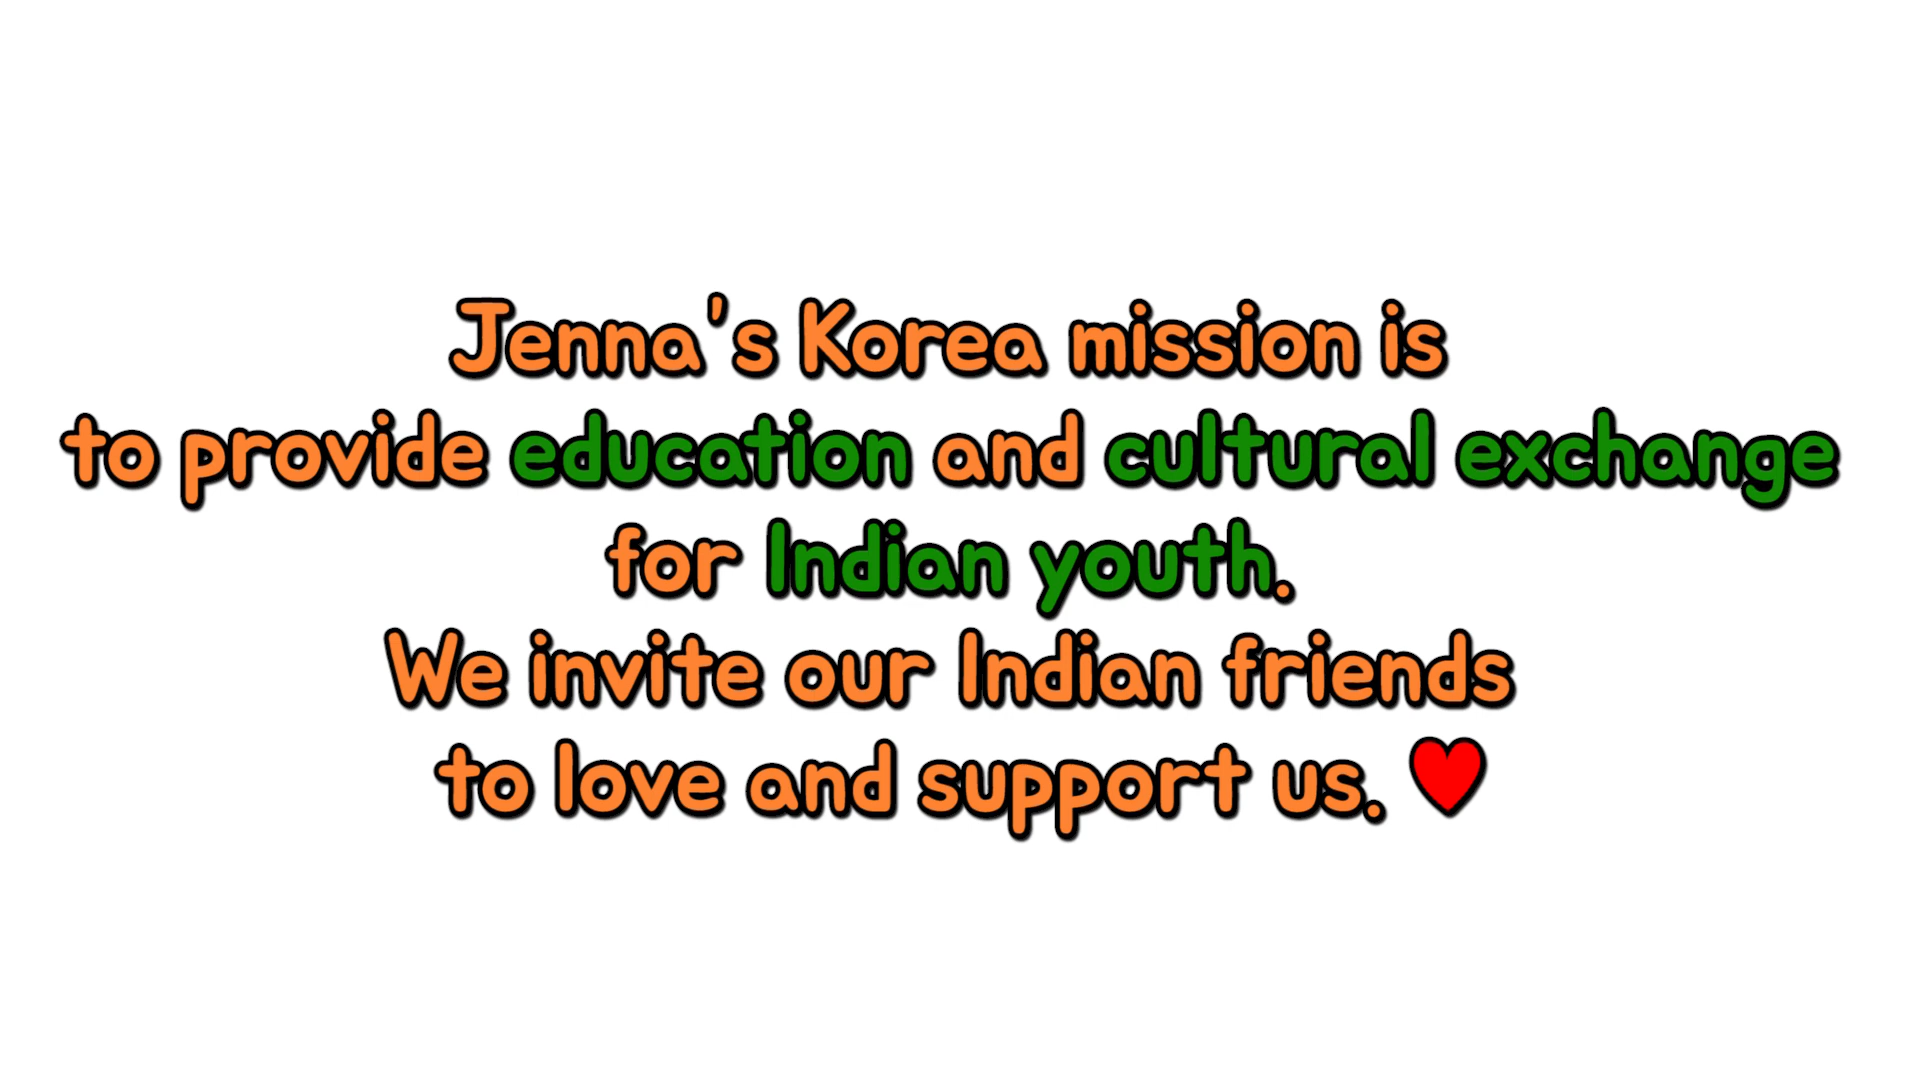 Jenna's Korea mission is
to provide education and cultural exchange
for Indian youth.
We invite our Indian friends
to love and support us. ♥